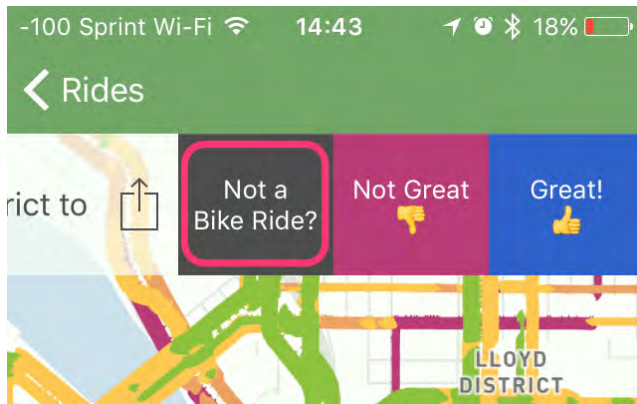 -100 Sprint Wi-Fi 14:43 18%
Rides
rict to
Not a
Bike Ride?
Not Great
Great!
LLOYD
DISTRICT